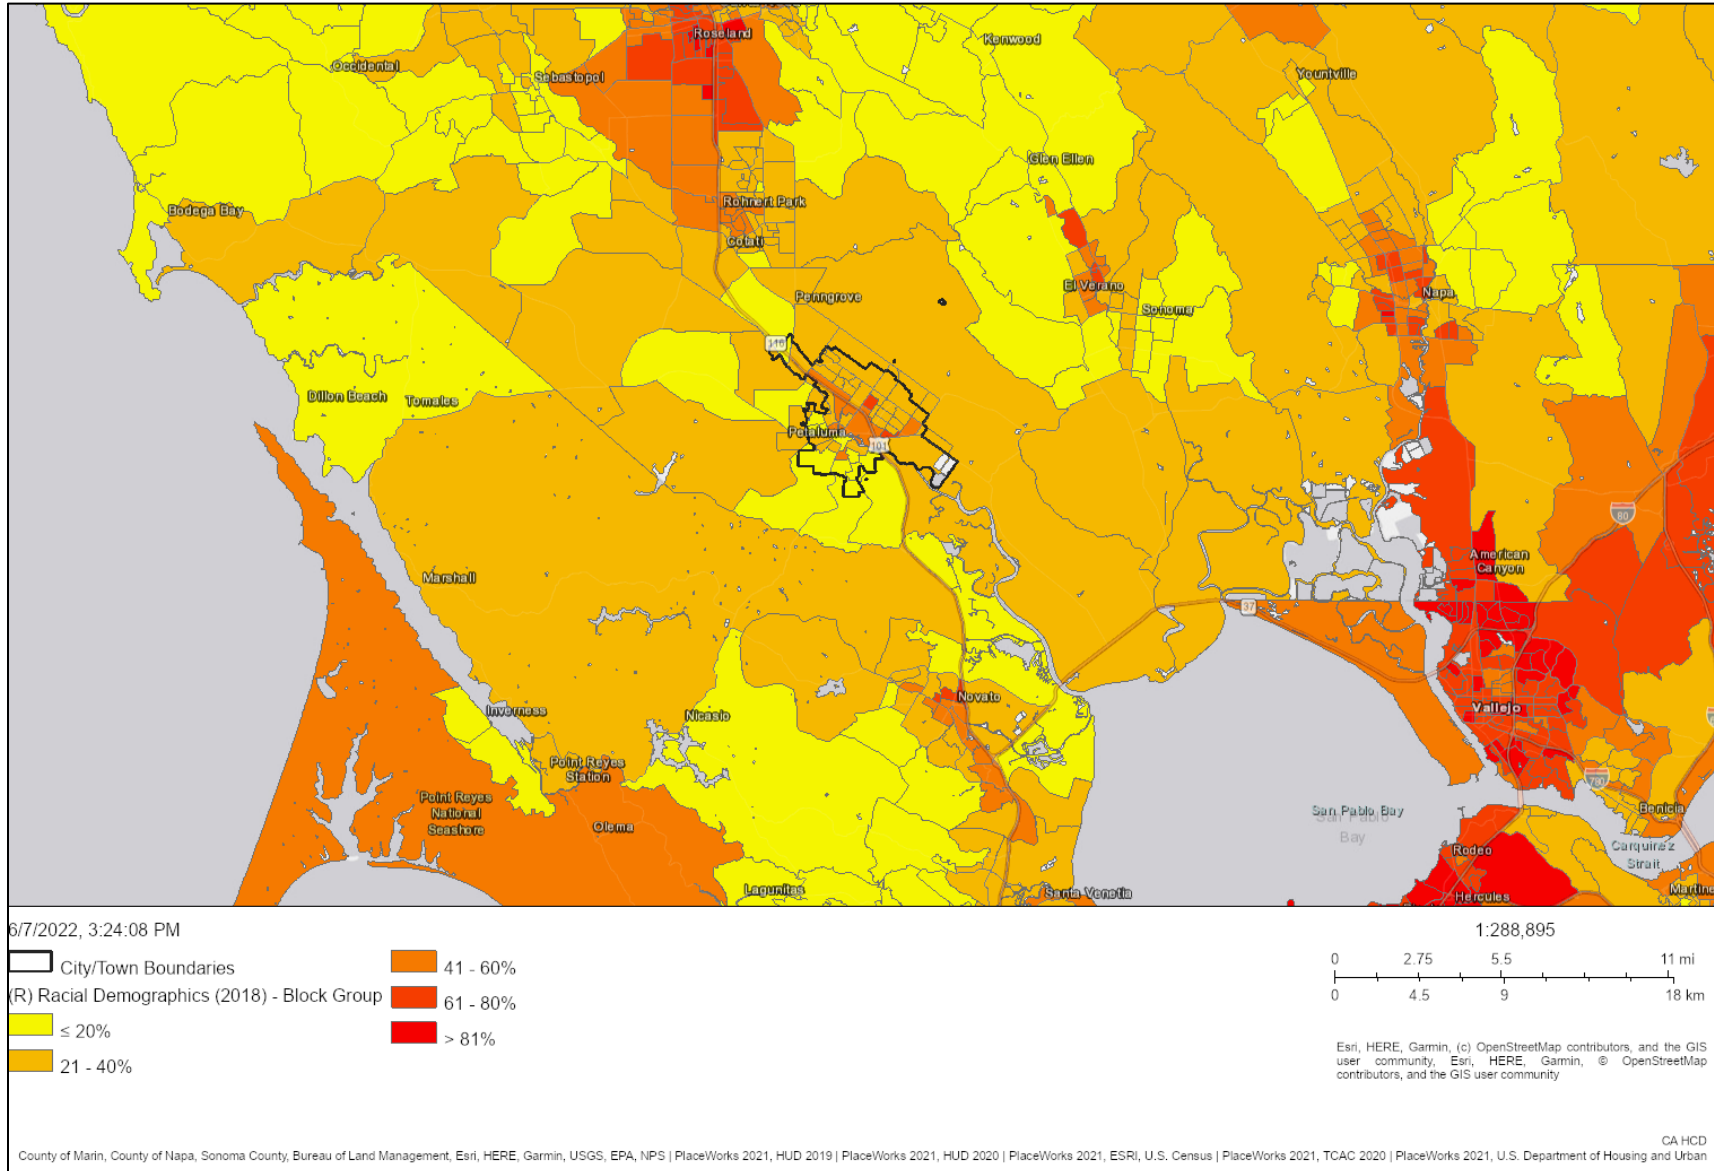 Roseland
Kenwood
Occidental
Sebastopol
Yountville
Glen Ellen
Bodega Bay
Rohnert Park
Cotati
El Verano
Sonoma
Napa
Penngrove
116
Dillon Beach
Tomales
Petaluma
101
80
American
Canyon
Marshall
37
Novato
Vallejo
Inverness
Nicasio
Point Reyes
Station
780
Point Reyes
National
Seashore
Olema
San Pablo Bay
San Pablo
Bay
Benicia
Carquinez
Strait
Rodeo
Lagunitas
Santa Venetia
Hercules
Martine
6/7/2022, 3:24:08 PM
City/Town Boundaries
(R) Racial Demographics (2018) - Block Group
≤ 20%
21 - 40%
41 - 60%
61 - 80%
> 81%
1:288,895
0 2.75 5.5 11 mi
0 4.5 9 18 km
Esri, HERE, Garmin, (c) OpenStreetMap contributors, and the GIS
user community, Esri, HERE, Garmin, © OpenStreetMap
contributors, and the GIS user community
CA HCD
County of Marin, County of Napa, Sonoma County, Bureau of Land Management, Esri, HERE, Garmin, USGS, EPA, NPS | PlaceWorks 2021, HUD 2019 | PlaceWorks 2021, HUD 2020 | PlaceWorks 2021, ESRI, U.S. Census | PlaceWorks 2021, TCAC 2020 | PlaceWorks 2021, U.S. Department of Housing and Urban